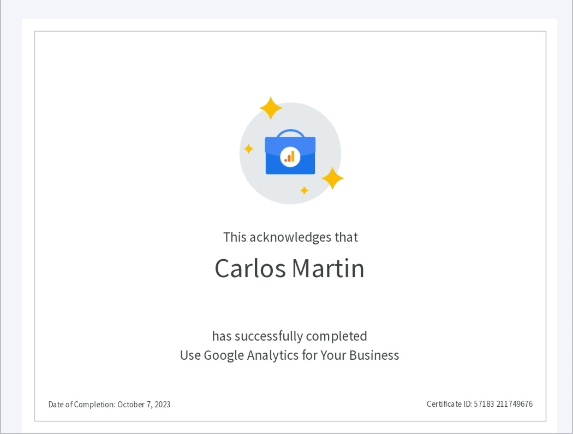 This acknowledges that
Carlos Martin
has successfully completed
Use Google Analytics for Your Business
Date of Completion: October 7, 2023
Certificate ID: 57183 211749676